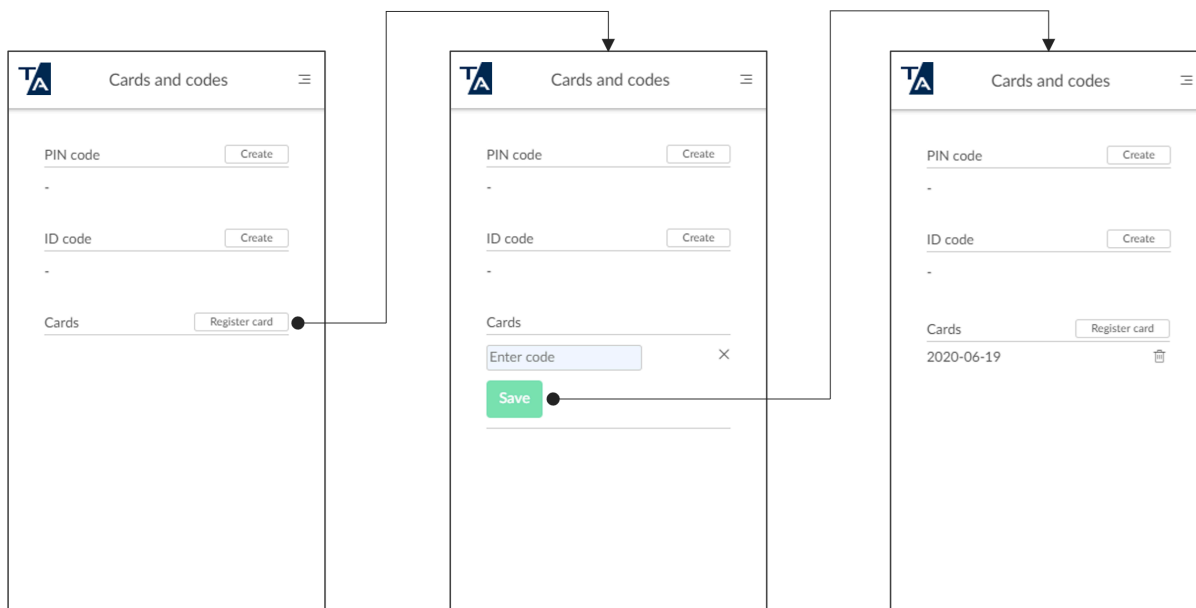 TA
Cards and codes
PIN code Create
-
ID code Create
-
Cards Register card
TA
Cards and codes
PIN code Create
-
ID code Create
-
Cards
Enter code
Save
TA
Cards and codes
PIN code Create
-
ID code Create
-
Cards Register card
2020-06-19